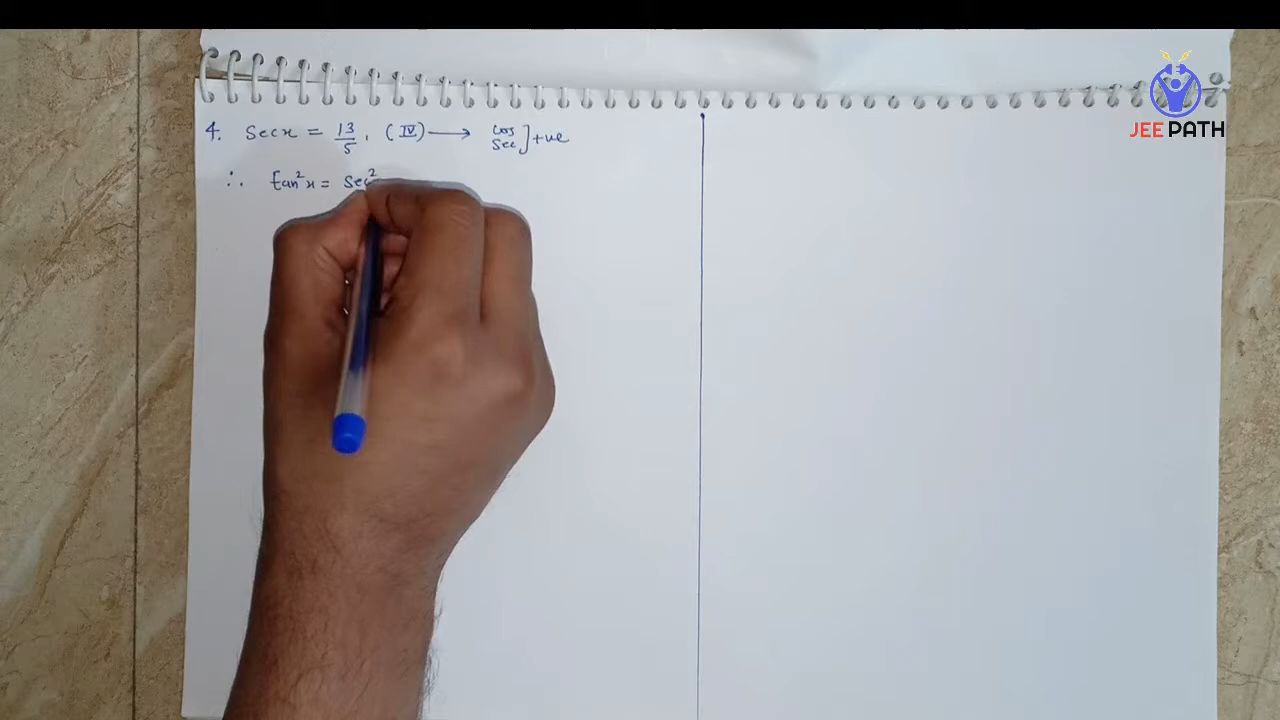 JEE PATH
4. Secx = 13/5, (IV) ⟶ Cos Sec ] +ve
∴ tan²x = Sec²